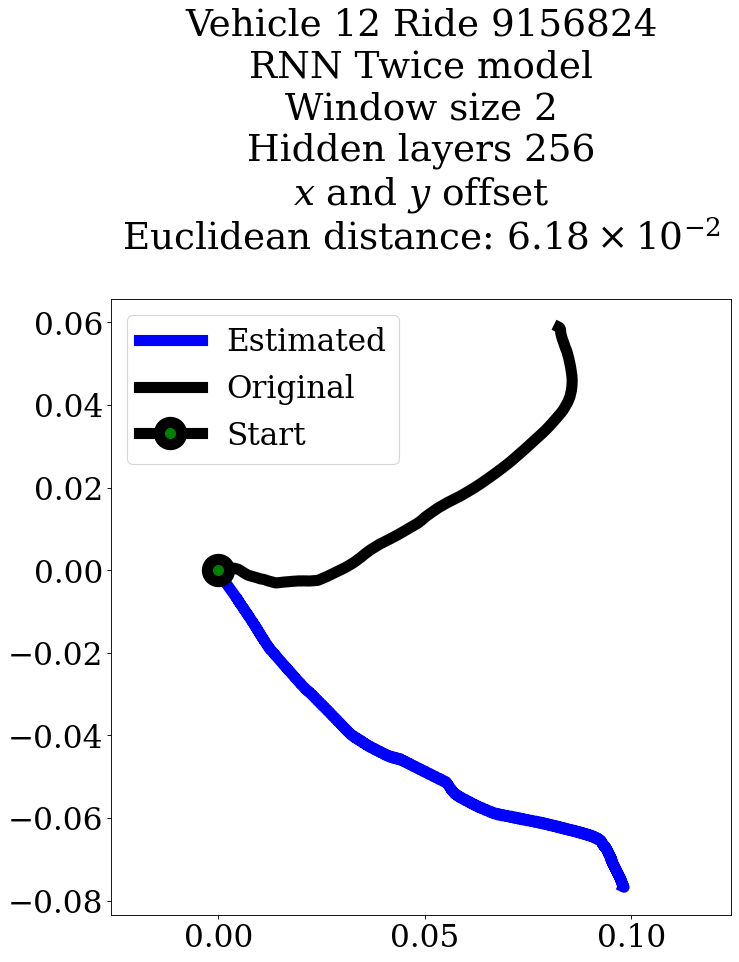 Vehicle 12 Ride 9156824
RNN Twice model
Window size 2
Hidden layers 256
x and y offset
Euclidean distance: 6.18 × 10⁻²
Estimated
Original
Start
0.06
0.04
0.02
0.00
−0.02
−0.04
−0.06
−0.08
0.00 0.05 0.10